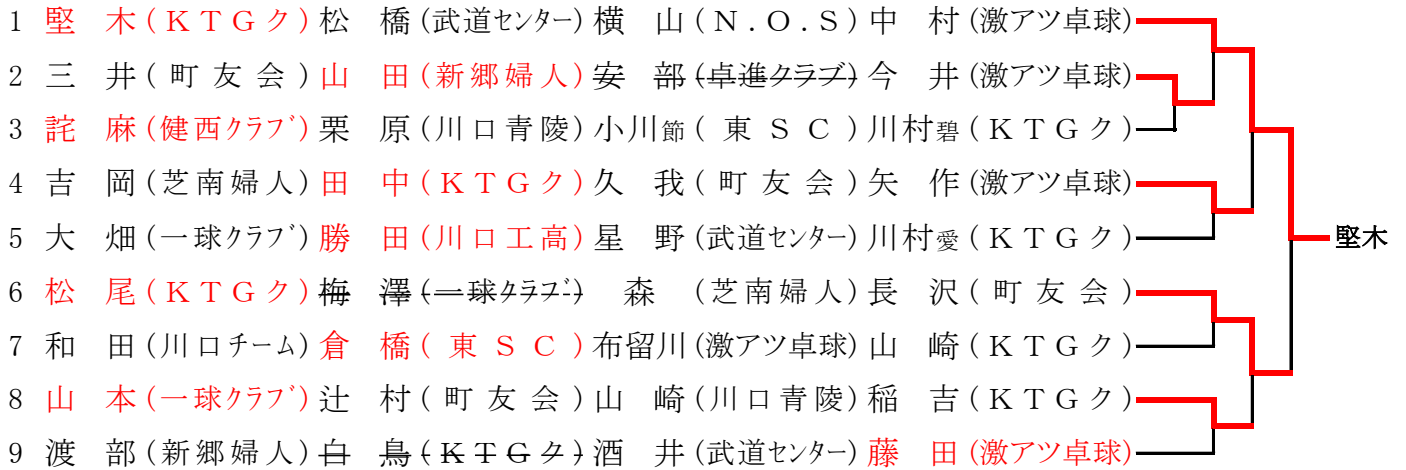 1 堅 木(KTGク) 松 橋(武道センター) 横 山(N.O.S) 中 村(激アツ卓球)
2 三 井(町友会) 山 田(新郷婦人) 安 部(卓進クラブ) 今 井(激アツ卓球)
3 詫 麻(健西クラブ) 栗 原(川口青陵) 小川節(東SC) 川村碧(KTGク)
4 吉 岡(芝南婦人) 田 中(KTGク) 久 我(町友会) 矢 作(激アツ卓球)
5 大 畑(一球クラブ) 勝 田(川口工高) 星 野(武道センター) 川村愛(KTGク)
堅木
6 松 尾(KTGク) 梅 澤(一球クラブ) 森 (芝南婦人) 長 沢(町友会)
7 和 田(川口チーム) 倉 橋(東SC) 布留川(激アツ卓球) 山 崎(KTGク)
8 山 本(一球クラブ) 辻 村(町友会) 山 崎(川口青陵) 稲 吉(KTGク)
9 渡 部(新郷婦人) 白 鳥(KTGク) 酒 井(武道センター) 藤 田(激アツ卓球)